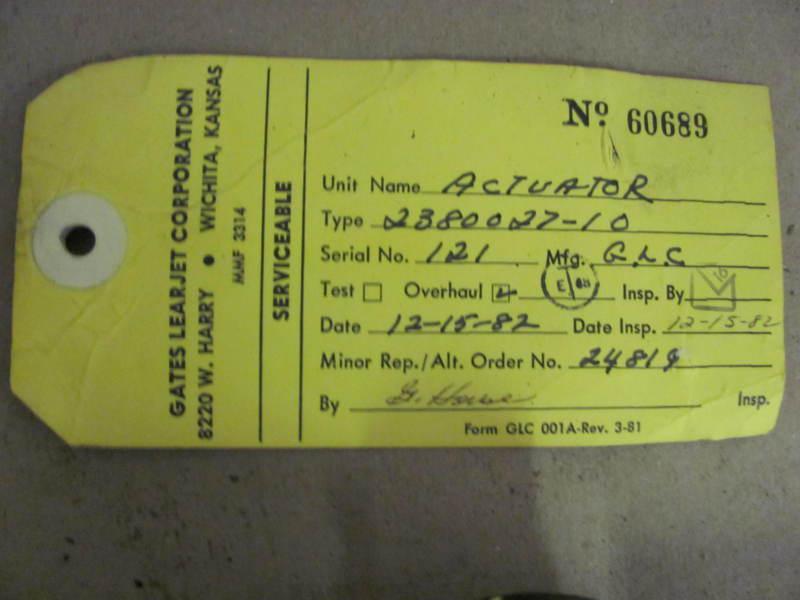 GATES LEARJET CORPORATION
8220 W. HARRY • WICHITA, KANSAS
MMF 3314
SERVICEABLE
No. 60689
Unit Name ACTUATOR
Type 2380027-10
Serial No. 121 Mfg. G.L.C
Test Overhaul Insp. By
Date 12-15-82 Date Insp. 12-15-82
Minor Rep./Alt. Order No. 24819
By G. Insp.
Form GLC 001A-Rev. 3-81